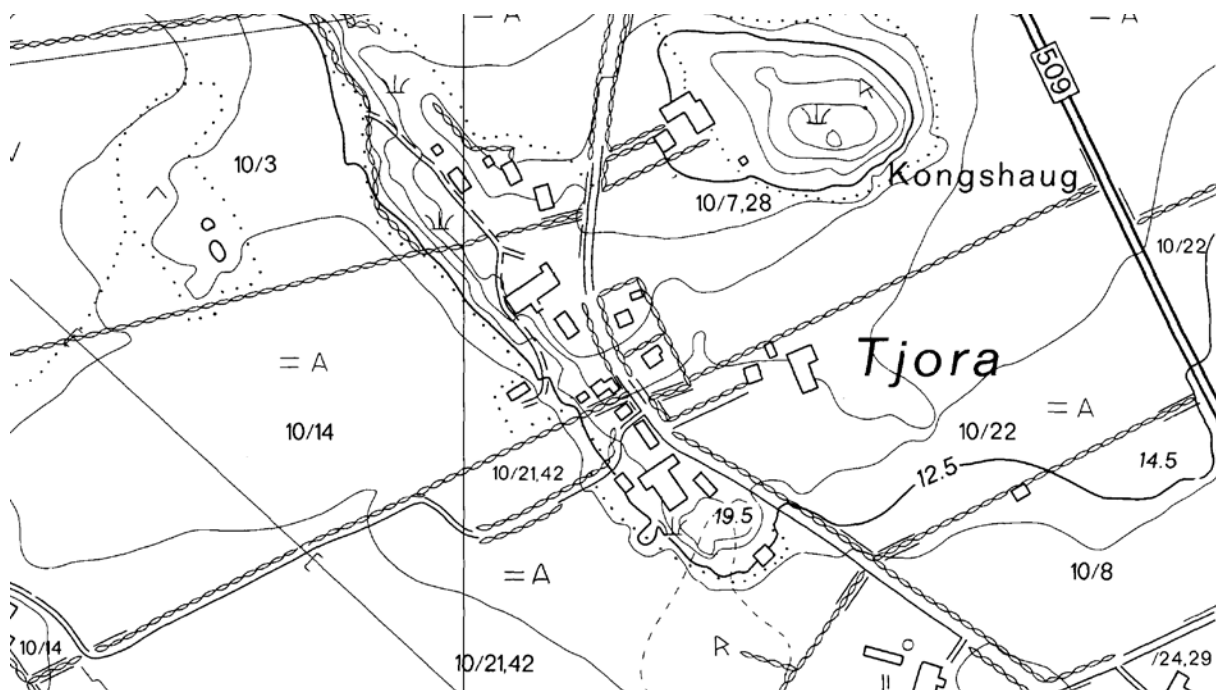 = A
= A
509
10/3
Kongshaug
10/7,28
10/22
= A
Tjora
= A
10/14
10/22
12.5
14.5
10/21,42
19.5
= A
10/8
10/14
10/21,42
/24,29